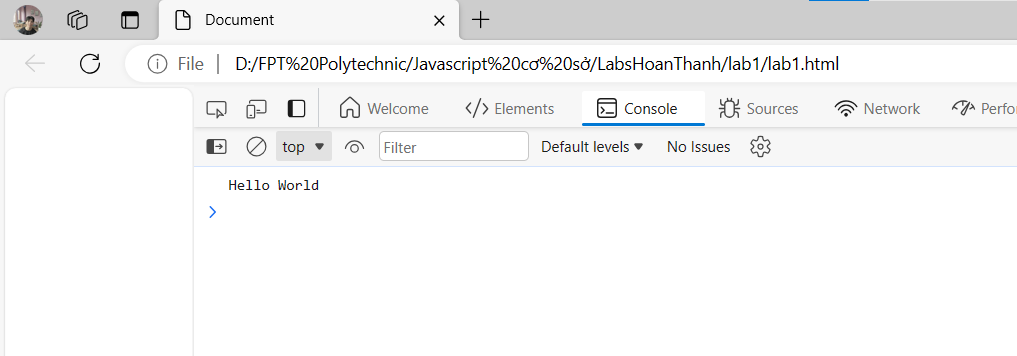 Document
File D:/FPT%20Polytechnic/Javascript%20cơ%20sở/LabsHoanThanh/lab1/lab1.html
Welcome Elements Console Sources Network Perfo
top Filter Default levels No Issues
Hello World